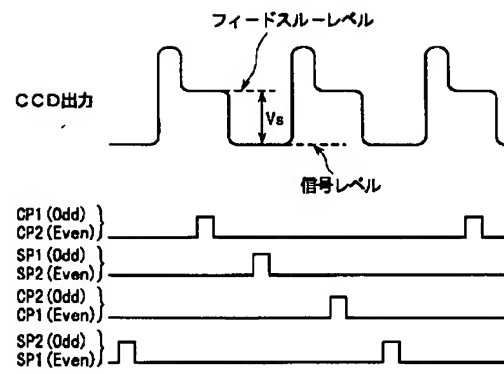 フィードスルーレベル
CCD出力
Vs
信号レベル
CP1(Odd)
CP2(Even)
SP1(Odd)
SP2(Even)
CP2(Odd)
CP1(Even)
SP2(Odd)
SP1(Even)